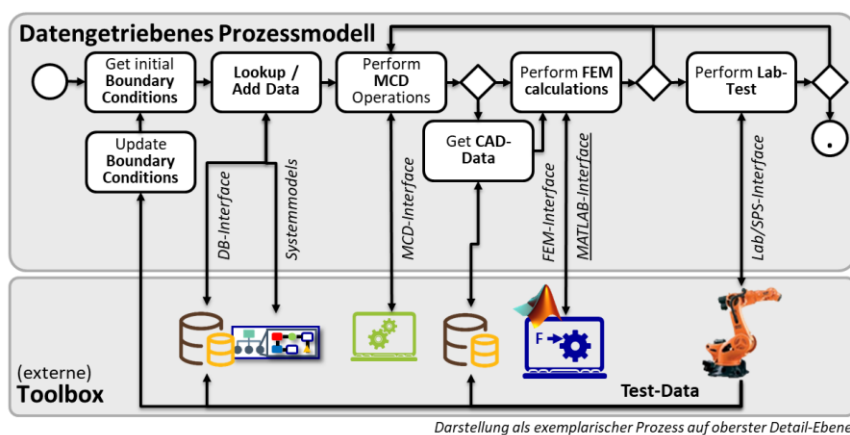 Datengetriebenes Prozessmodell
Get initial
Boundary
Conditions
Lookup /
Add Data
Perform
MCD
Operations
Perform FEM
calculations
Perform Lab-
Test
Update
Boundary
Conditions
Get CAD-
Data
DB-Interface
Systemmodels
MCD-Interface
FEM-Interface
MATLAB-Interface
Lab/SPS-Interface
F
(externe)
Toolbox
Test-Data
Darstellung als exemplarischer Prozess auf oberster Detail-Ebene